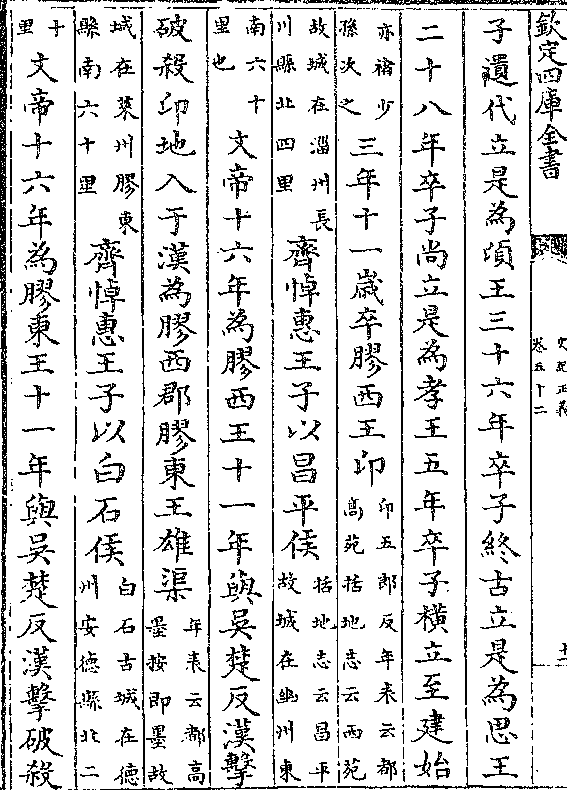 欽定四庫全書
史記正義
卷五十二
子遺代立是為頃王三十六年卒子終古立是為思王
二十八年卒子尚立是為孝王五年卒子橫立至建始
亦褚少孫次之三年十一歲卒膠西王卬卬五郎反年表云都高苑括地志云西苑
故城在淄州長川縣北四里齊悼惠王子以昌平侯括地志云昌平故城在幽州東
南六十里也文帝十六年為膠西王十一年與吳楚反漢擊
破殺卬地入于漢為膠西郡膠東王雄渠年表云都高墨按即墨故
城在萊州膠東縣南六十里齊悼惠王子以白石侯白石古城在德州安德縣北二
十里文帝十六年為膠東王十一年與吳楚反漢擊破殺